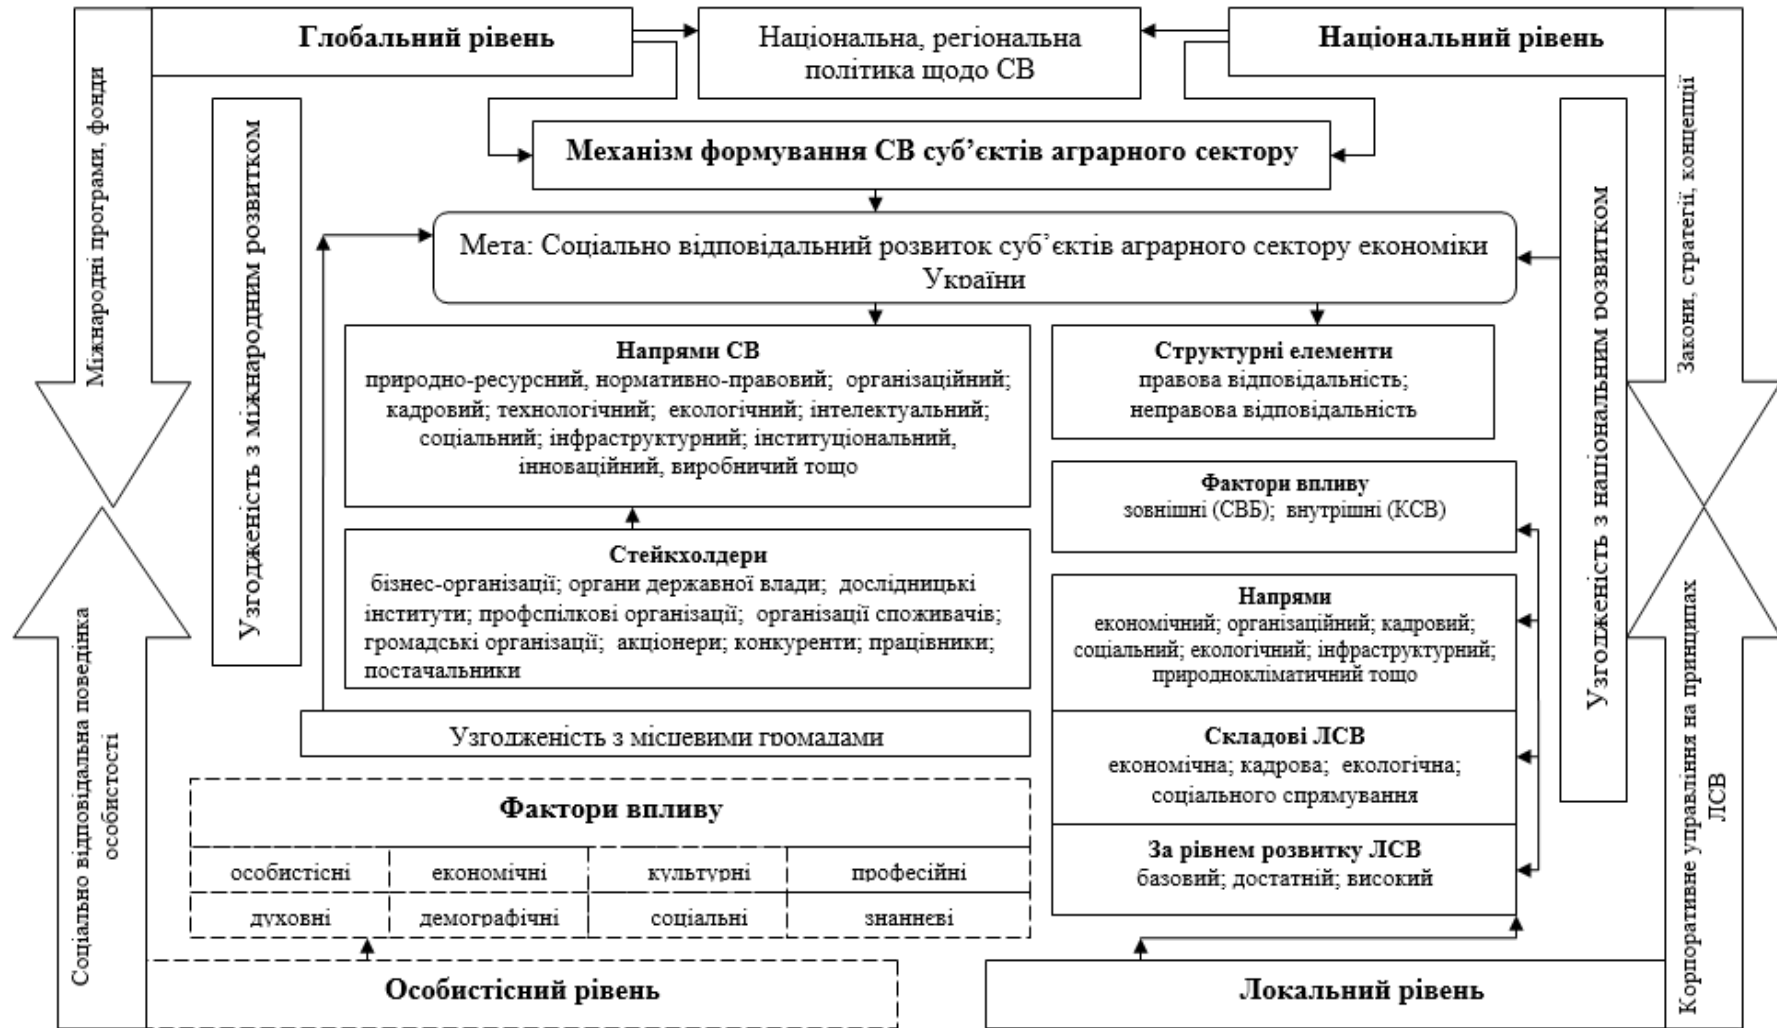 Глобальний рівень
Національна, регіональна
політика щодо СВ
Національний рівень
Міжнародні програми, фонди
Закони, стратегії, концепції
Узгодженість з міжнародним розвитком
Механізм формування СВ суб’єктів аграрного сектору
Узгодженість з національним розвитком
Мета: Соціально відповідальний розвиток суб’єктів аграрного сектору економіки
України
Напрями СВ
природно-ресурсний, нормативно-правовий; організаційний;
кадровий; технологічний; екологічний; інтелектуальний;
соціальний; інфраструктурний; інституціональний,
інноваційний, виробничий тощо
Структурні елементи
правова відповідальність;
неправова відповідальність
Фактори впливу
зовнішні (СВБ); внутрішні (КСВ)
Стейкхолдери
бізнес-організації; органи державної влади; дослідницькі
інститути; профспілкові організації; організації споживачів;
громадські організації; акціонери; конкуренти; працівники;
постачальники
Напрями
економічний; організаційний; кадровий;
соціальний; екологічний; інфраструктурний;
природнокліматичний тощо
Узгодженість з місцевими громадами
Складові ЛСВ
економічна; кадрова; екологічна;
соціального спрямування
За рівнем розвитку ЛСВ
базовий; достатній; високий
Соціально відповідальна поведінка
особистості
Корпоративне управління на принципах
ЛСВ
Фактори впливу
особистісні економічні культурні професійні
духовні демографічні соціальні знаннєві
Особистісний рівень
Локальний рівень